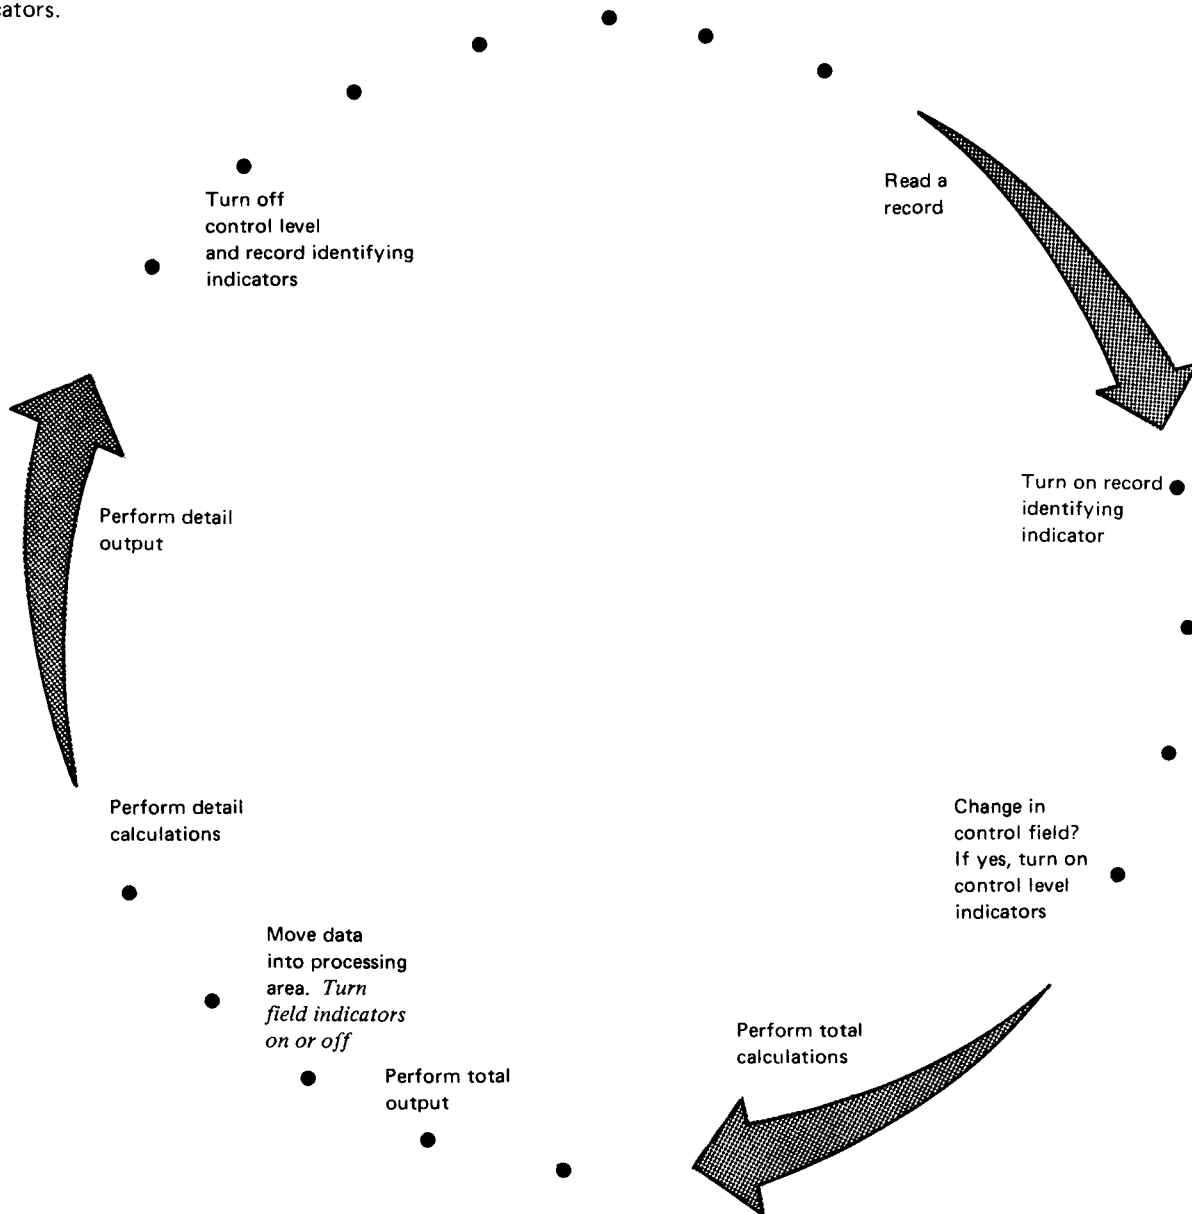 Read a
record
Turn on record
identifying
indicator
Change in
control field?
If yes, turn on
control level
indicators
Perform total
calculations
Perform total
output
Move data
into processing
area. Turn
field indicators
on or off
Perform detail
calculations
Perform detail
output
Turn off
control level
and record identifying
indicators